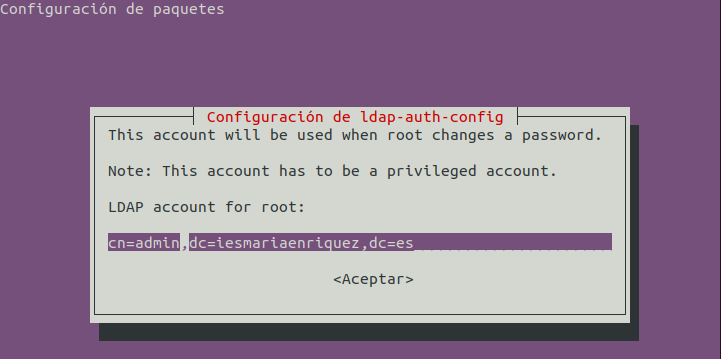 Configuración de paquetes
Configuración de ldap-auth-config
This account will be used when root changes a password.
Note: This account has to be a privileged account.
LDAP account for root:
cn=admin,dc=iesmariaenriquez,dc=es
<Aceptar>